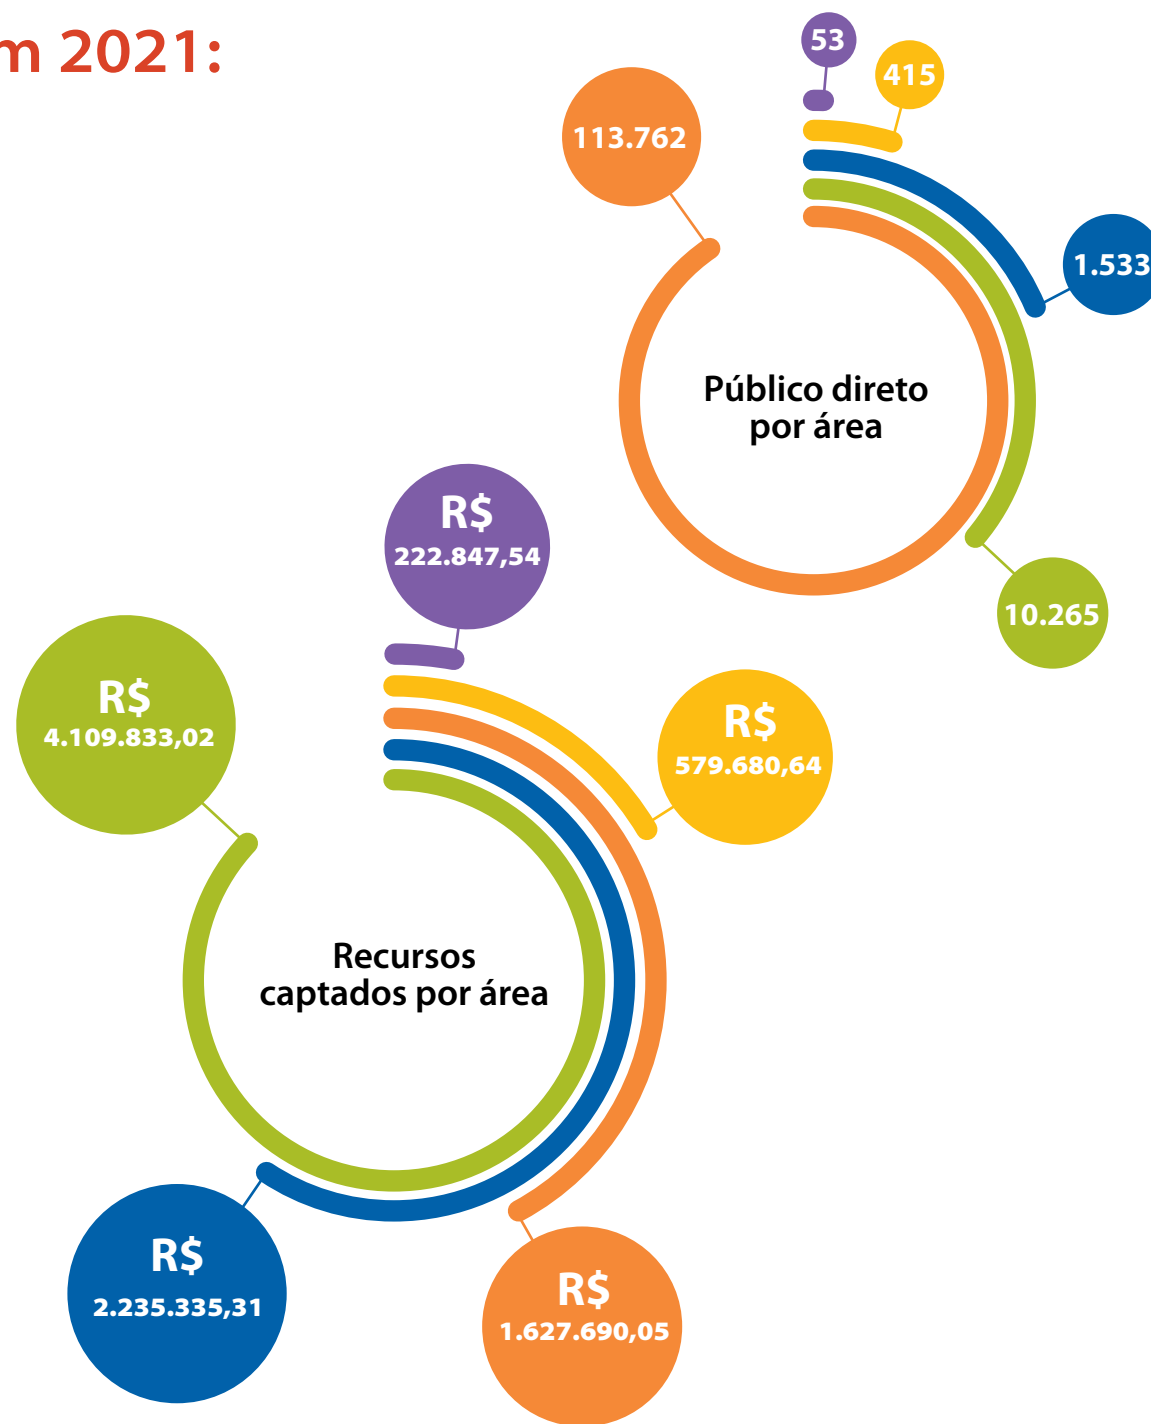 m 2021:
53
415
113.762
1.533
Público direto
por área
10.265
R$
222.847,54
R$
4.109.833,02
R$
579.680,64
Recursos
captados por área
R$
2.235.335,31
R$
1.627.690,05